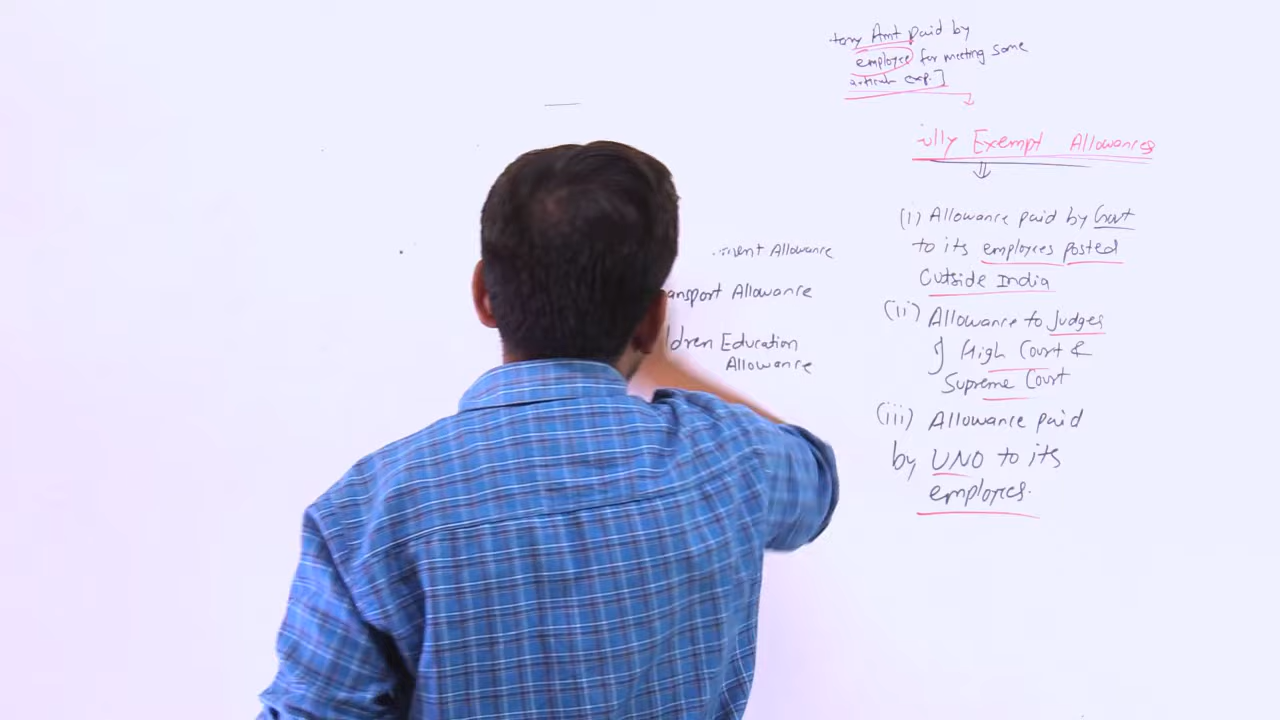 Amt paid by
employee for meeting some
exp.]
Exempt Allowances
(i) Allowance paid by Govt
to its employees posted
Outside India
(ii) Allowance to Judges
of High Court &
Supreme Court
(iii) Allowance paid
by UNO to its
employees.
Allowance
ansport Allowance
ldren Education
Allowance